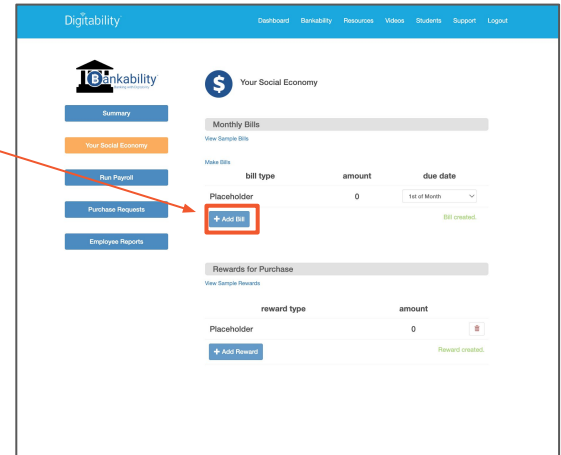 Digitability
Dashboard Bankability Resources Videos Students Support Logout
Bankability
Your Social Economy
Summary
Your Social Economy
Run Payroll
Purchase Requests
Employee Reports
Monthly Bills
View Sample Bills
Make Bills
bill type amount due date
Placeholder 0 1st of Month
+ Add Bill Bill created.
Rewards for Purchase
View Sample Rewards
reward type amount
Placeholder 0
+ Add Reward Reward created.